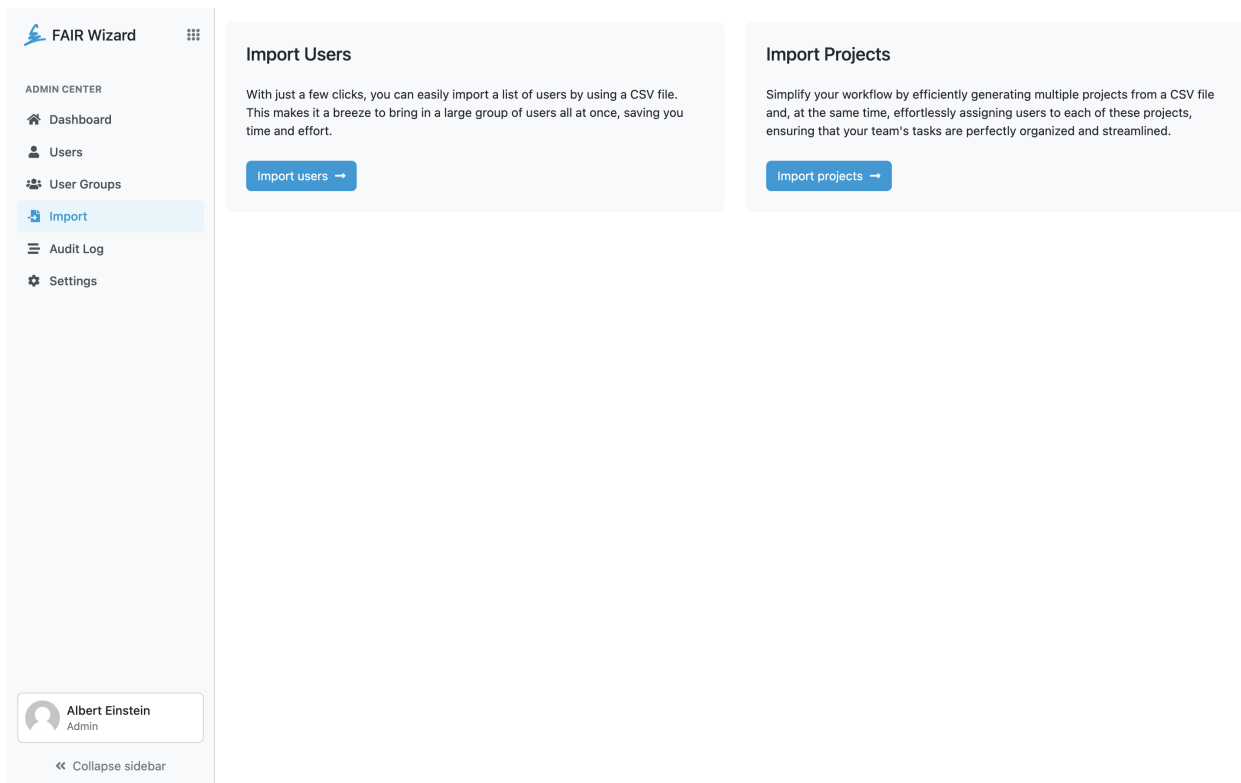 FAIR Wizard
ADMIN CENTER
Dashboard
Users
User Groups
Import
Audit Log
Settings
Albert Einstein
Admin
Collapse sidebar
Import Users
With just a few clicks, you can easily import a list of users by using a CSV file.
This makes it a breeze to bring in a large group of users all at once, saving you
time and effort.
Import users
Import Projects
Simplify your workflow by efficiently generating multiple projects from a CSV file
and, at the same time, effortlessly assigning users to each of these projects,
ensuring that your team's tasks are perfectly organized and streamlined.
Import projects